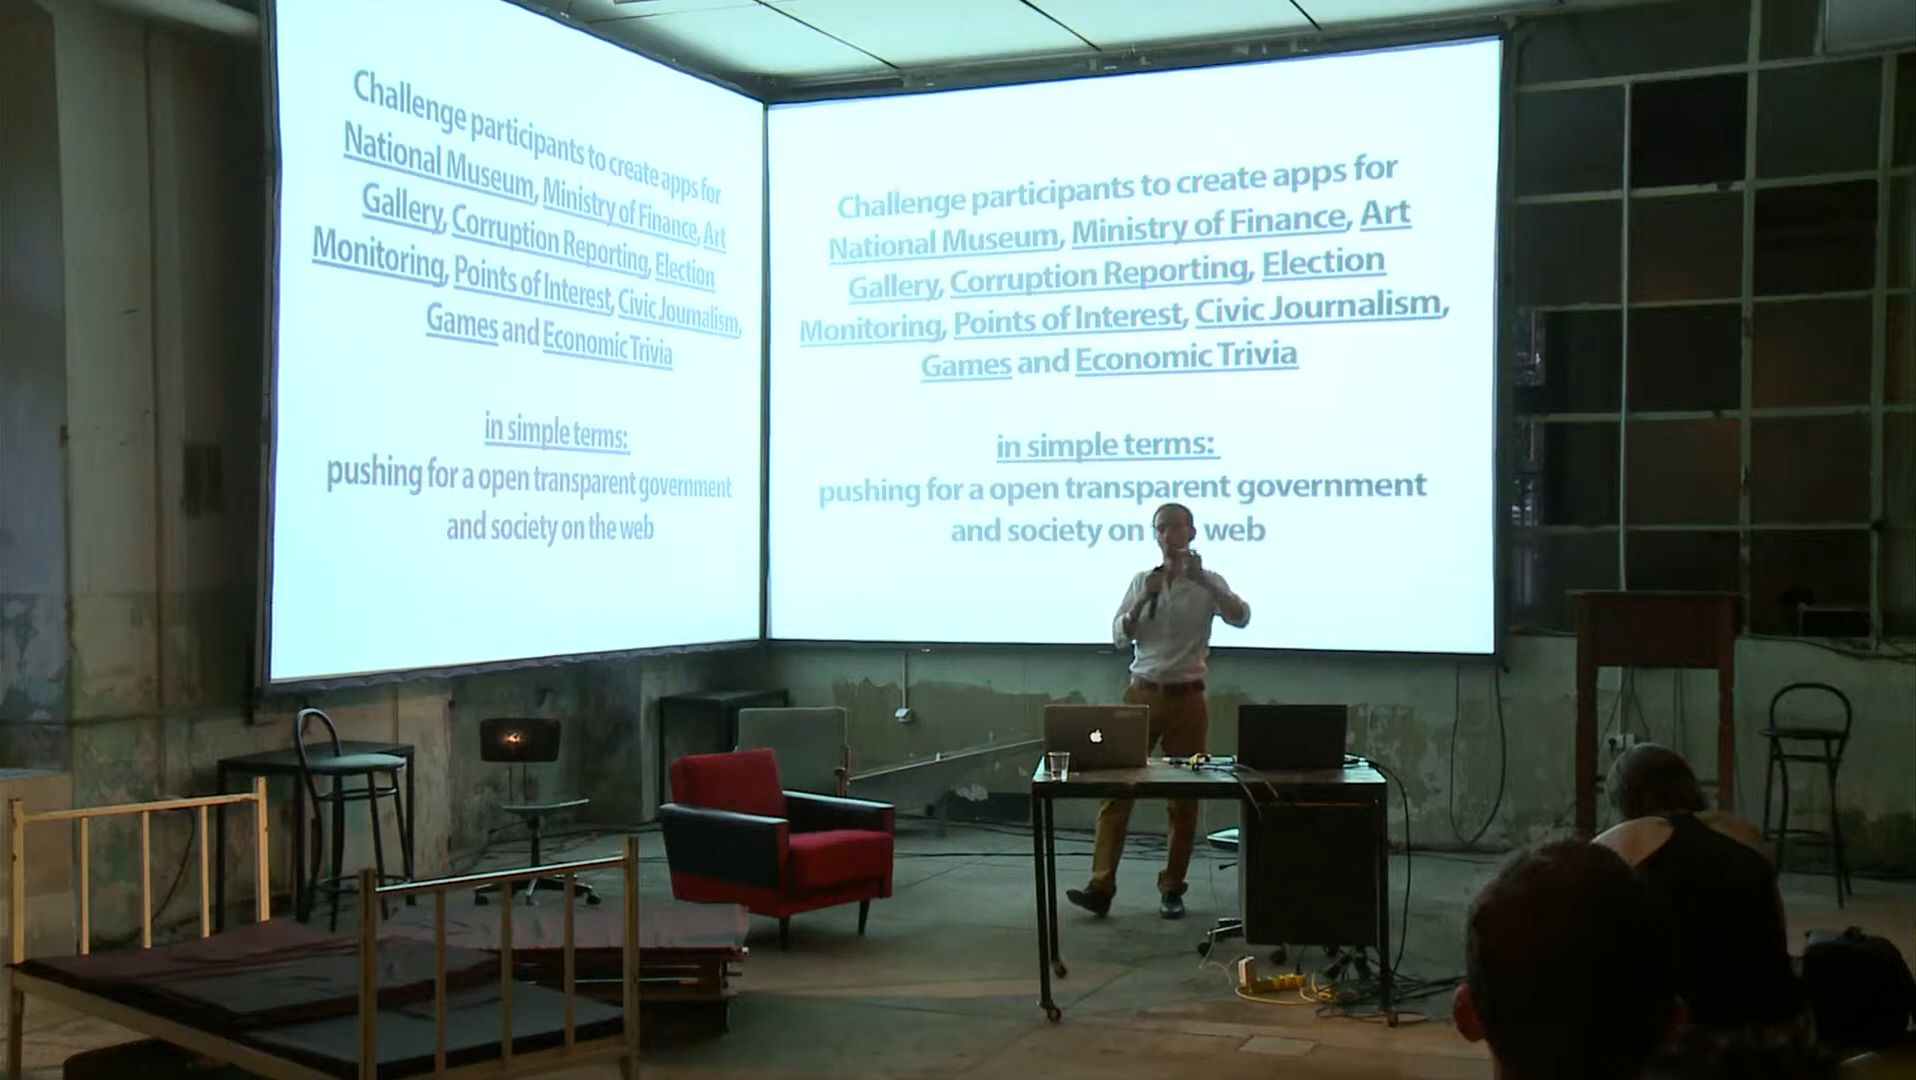 Challenge participants to create apps for
National Museum, Ministry of Finance, Art
Gallery, Corruption Reporting, Election
Monitoring, Points of Interest, Civic Journalism,
Games and Economic Trivia
in simple terms:
pushing for a open transparent government
and society on the web
Challenge participants to create apps for
National Museum, Ministry of Finance, Art
Gallery, Corruption Reporting, Election
Monitoring, Points of Interest, Civic Journalism,
Games and Economic Trivia
in simple terms:
pushing for a open transparent government
and society on web